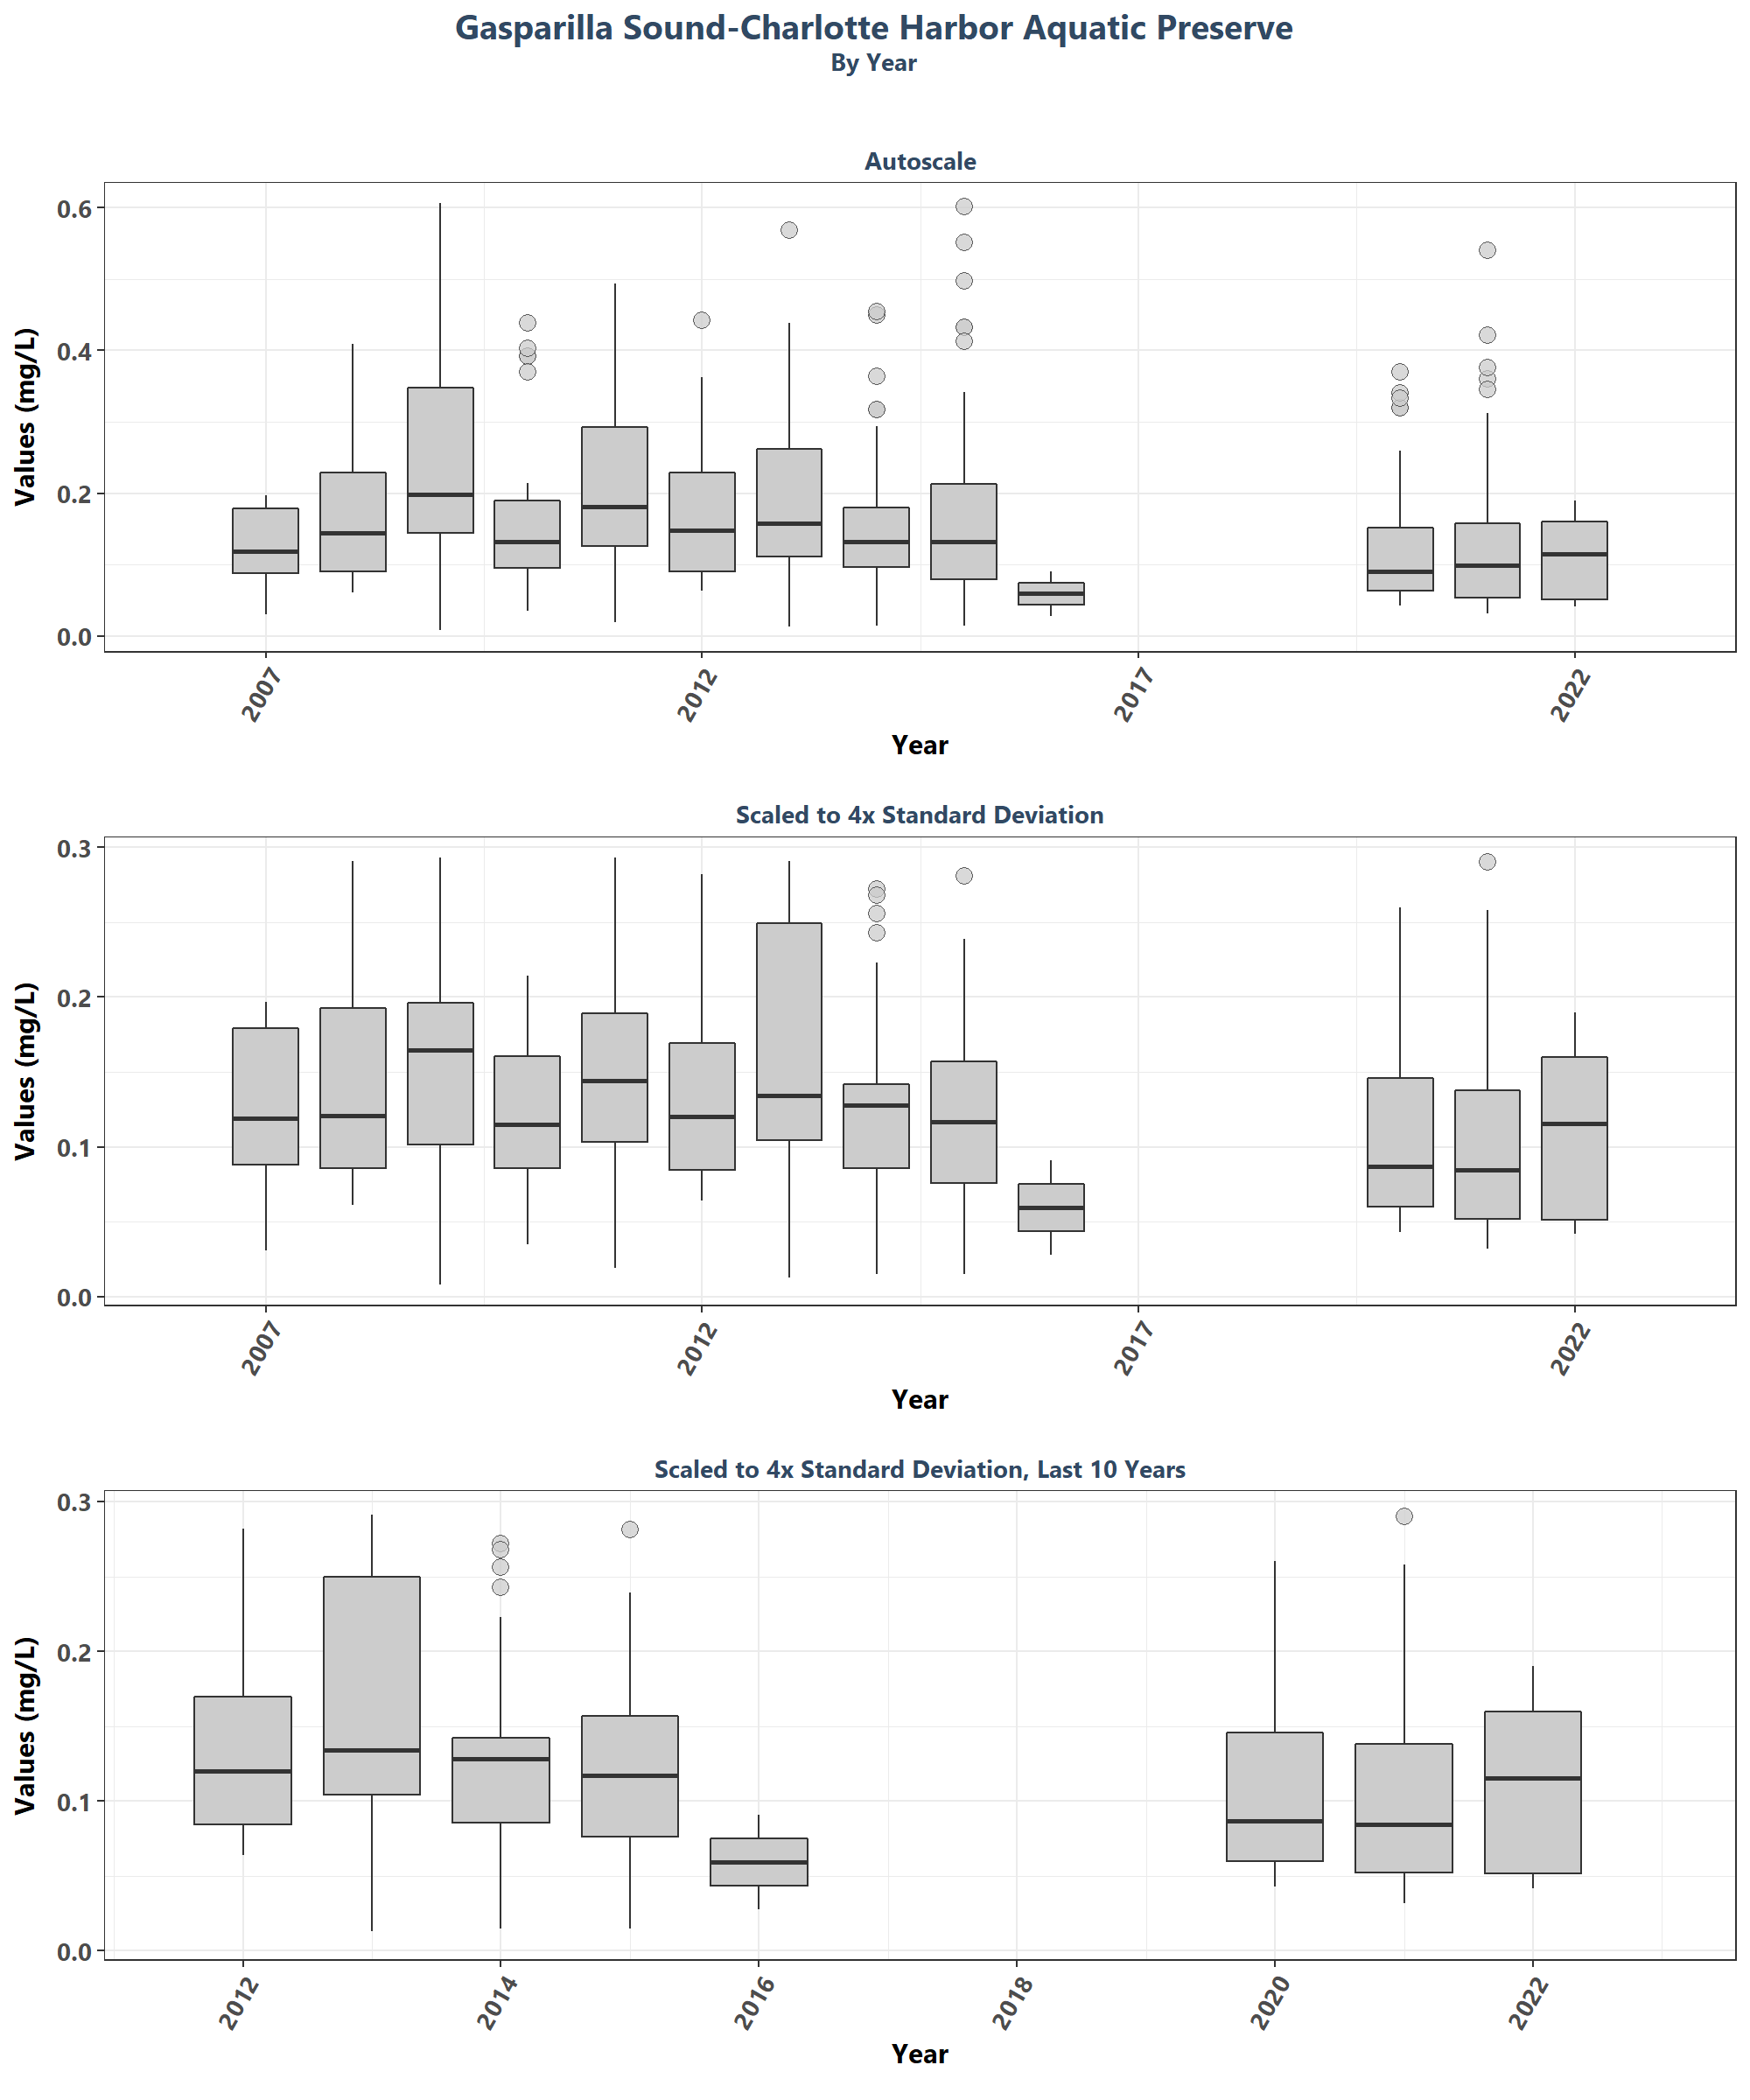 Gasparilla Sound-Charlotte Harbor Aquatic Preserve
By Year
Autoscale
Values (mg/L)
0.6
0.4
0.2
0.0
2007
2012
2017
2022
Year
Scaled to 4x Standard Deviation
Values (mg/L)
0.3
0.2
0.1
0.0
2007
2012
2017
2022
Year
Scaled to 4x Standard Deviation, Last 10 Years
Values (mg/L)
0.3
0.2
0.1
0.0
2012
2014
2016
2018
2020
2022
Year